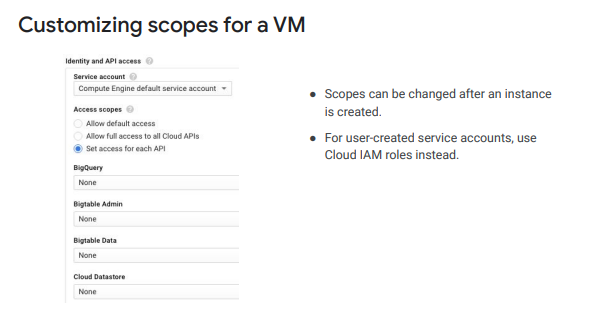 Customizing scopes for a VM
Identity and API access
Service account
Compute Engine default service account
Access scopes
Allow default access
Allow full access to all Cloud APIs
Set access for each API
BigQuery
None
Bigtable Admin
None
Bigtable Data
None
Cloud Datastore
None
• Scopes can be changed after an instance
is created.
• For user-created service accounts, use
Cloud IAM roles instead.